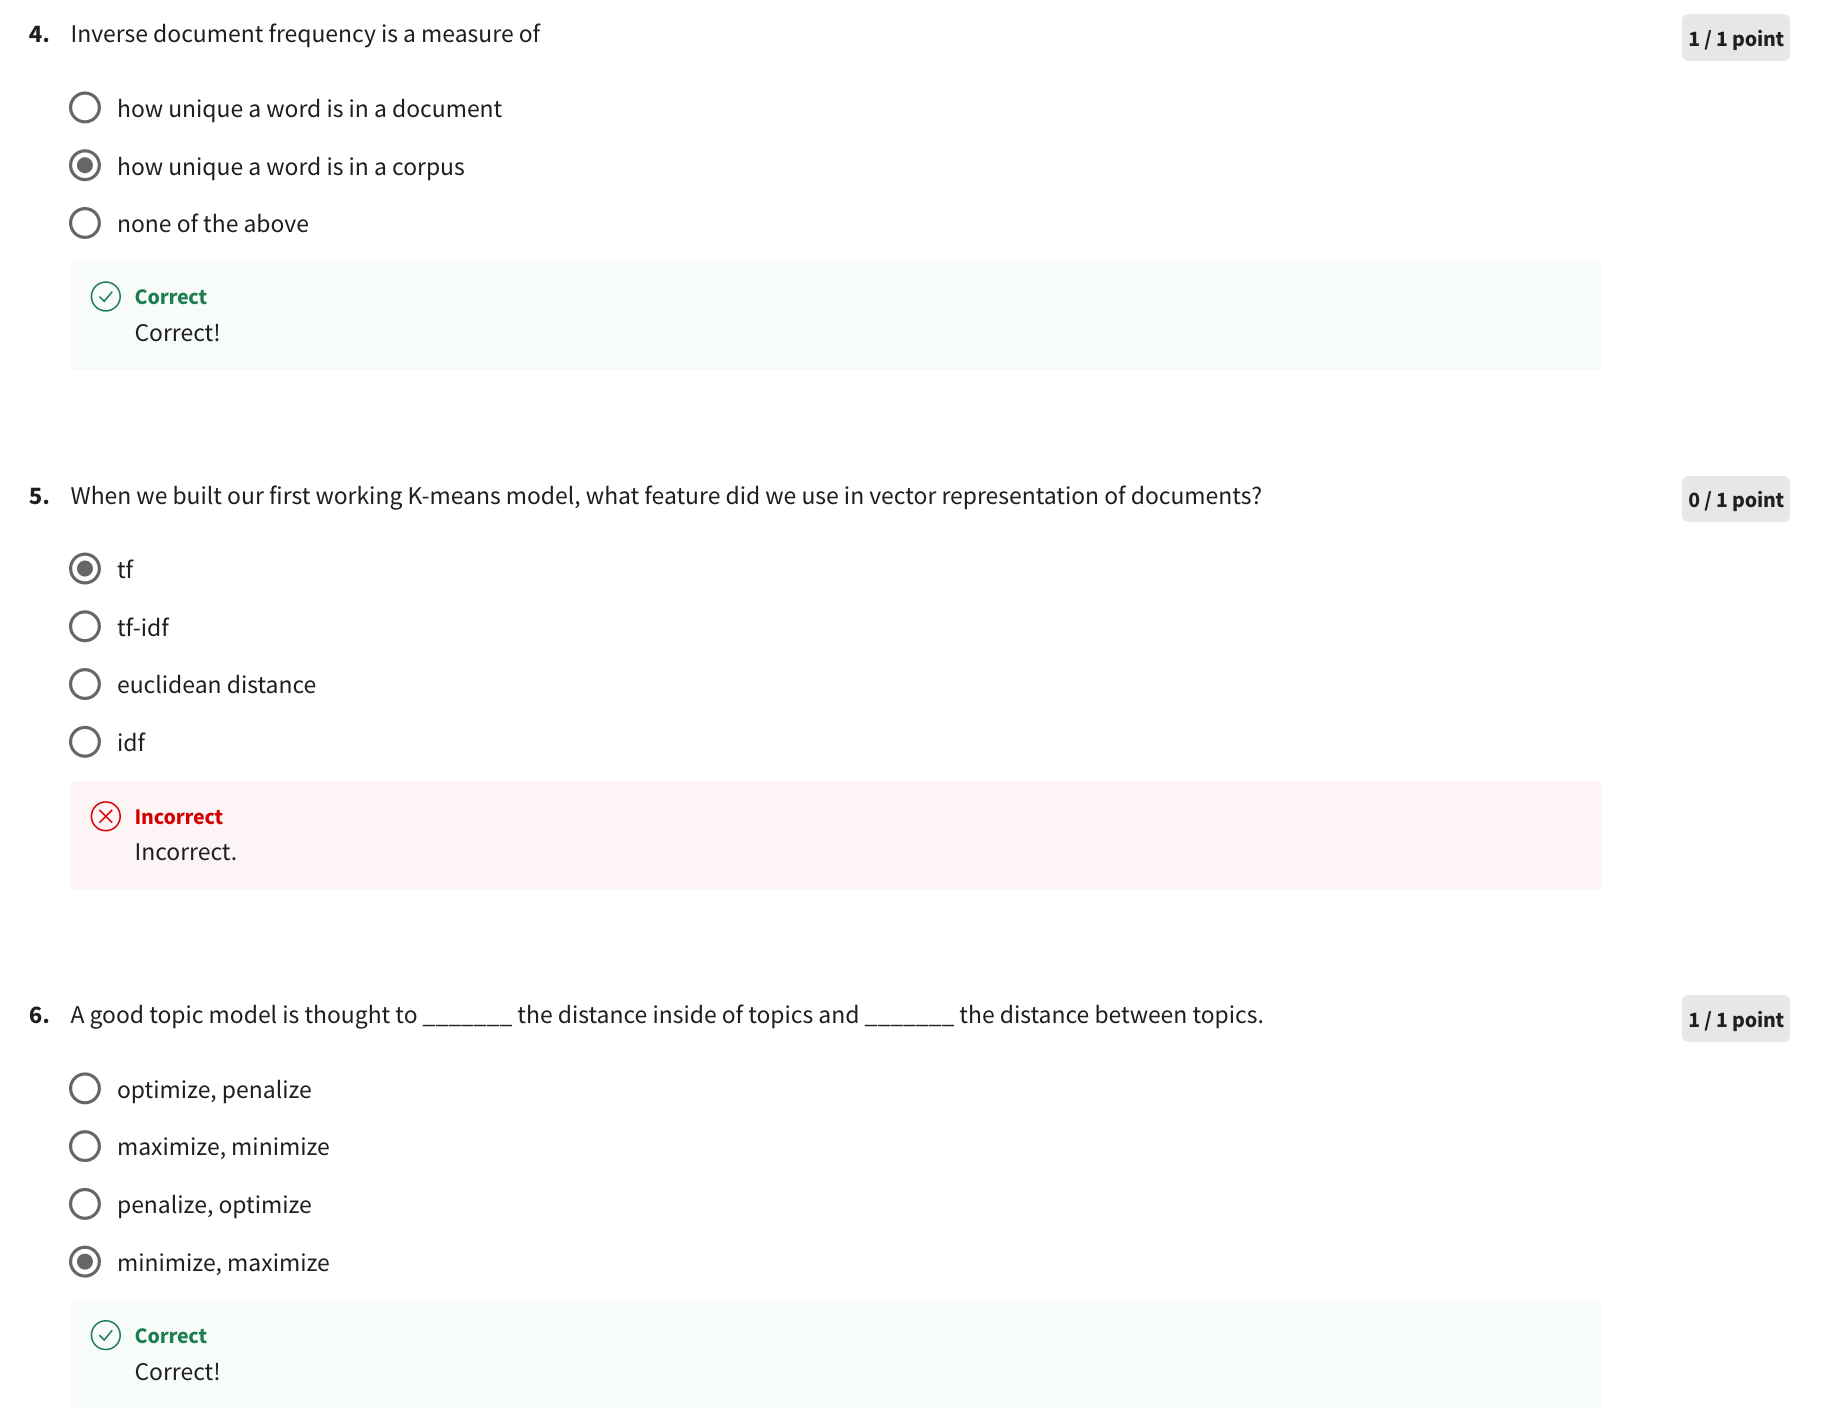 4. Inverse document frequency is a measure of
1 / 1 point
how unique a word is in a document
how unique a word is in a corpus
none of the above
Correct
Correct!
5. When we built our first working K-means model, what feature did we use in vector representation of documents?
0 / 1 point
tf
tf-idf
euclidean distance
idf
Incorrect
Incorrect.
6. A good topic model is thought to _______ the distance inside of topics and _______ the distance between topics.
1 / 1 point
optimize, penalize
maximize, minimize
penalize, optimize
minimize, maximize
Correct
Correct!